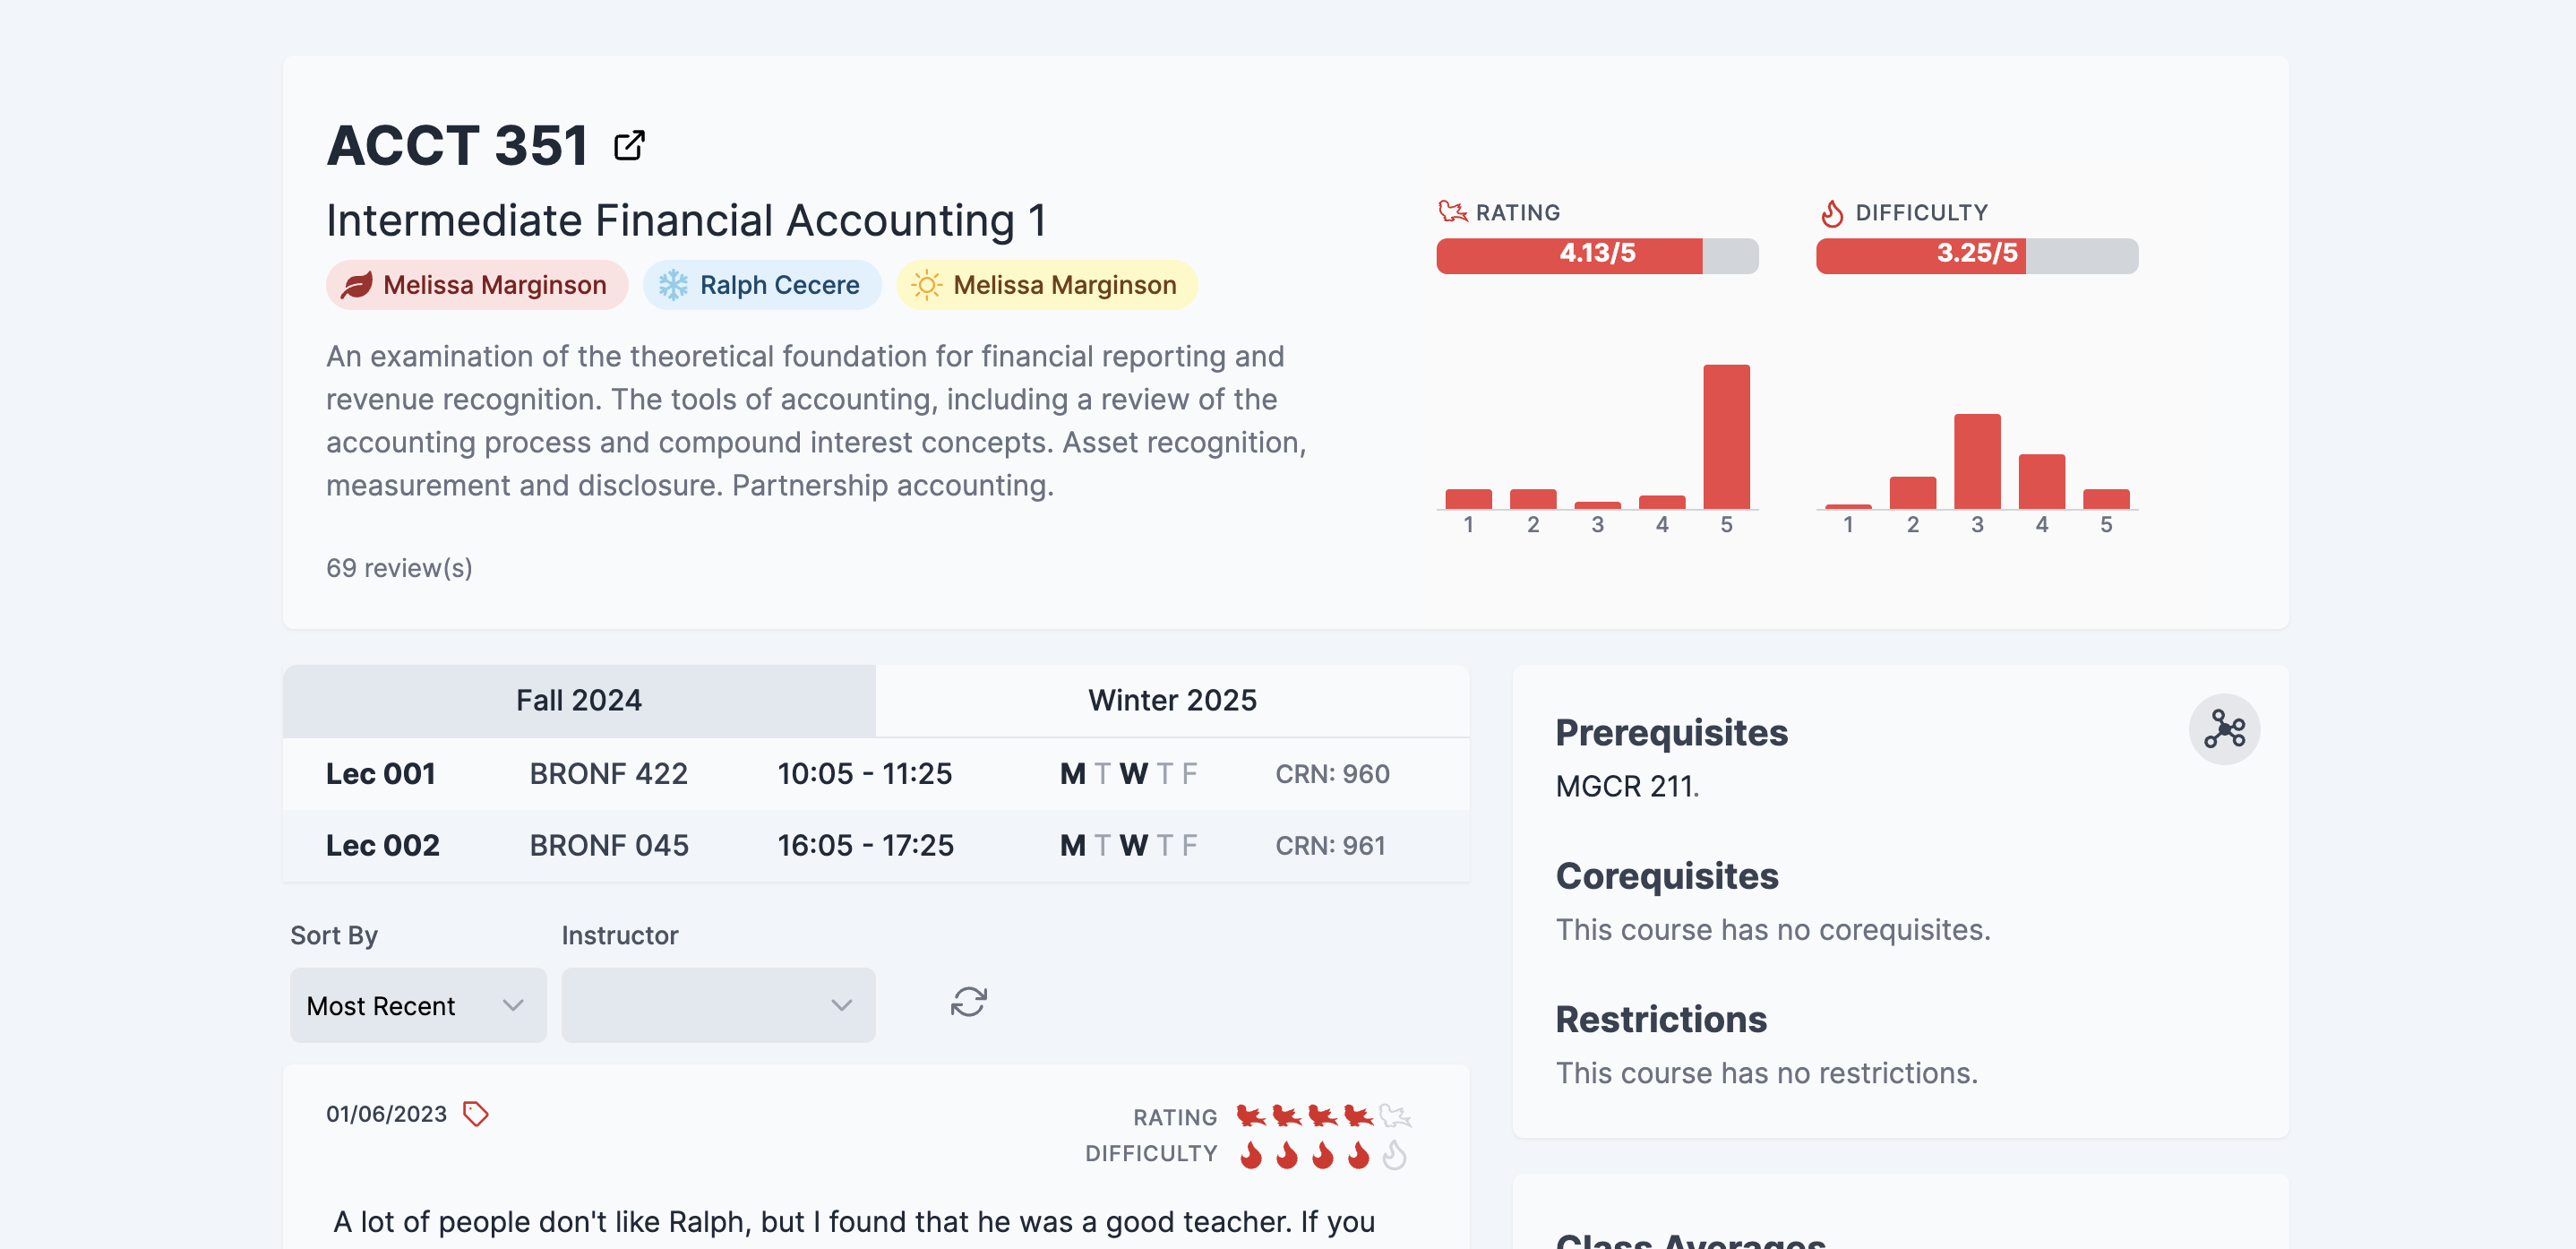 ACCT 351
Intermediate Financial Accounting 1
Melissa Marginson Ralph Cecere Melissa Marginson
An examination of the theoretical foundation for financial reporting and
revenue recognition. The tools of accounting, including a review of the
accounting process and compound interest concepts. Asset recognition,
measurement and disclosure. Partnership accounting.
69 review(s)
RATING
4.13/5
1 2 3 4 5
DIFFICULTY
3.25/5
1 2 3 4 5
Fall 2024 Winter 2025
Lec 001 BRONF 422 10:05 - 11:25 M T W T F CRN: 960
Lec 002 BRONF 045 16:05 - 17:25 M T W T F CRN: 961
Sort By Instructor
Most Recent
01/06/2023
RATING
DIFFICULTY
A lot of people don't like Ralph, but I found that he was a good teacher. If you
Prerequisites
MGCR 211.
Corequisites
This course has no corequisites.
Restrictions
This course has no restrictions.
Class Averages